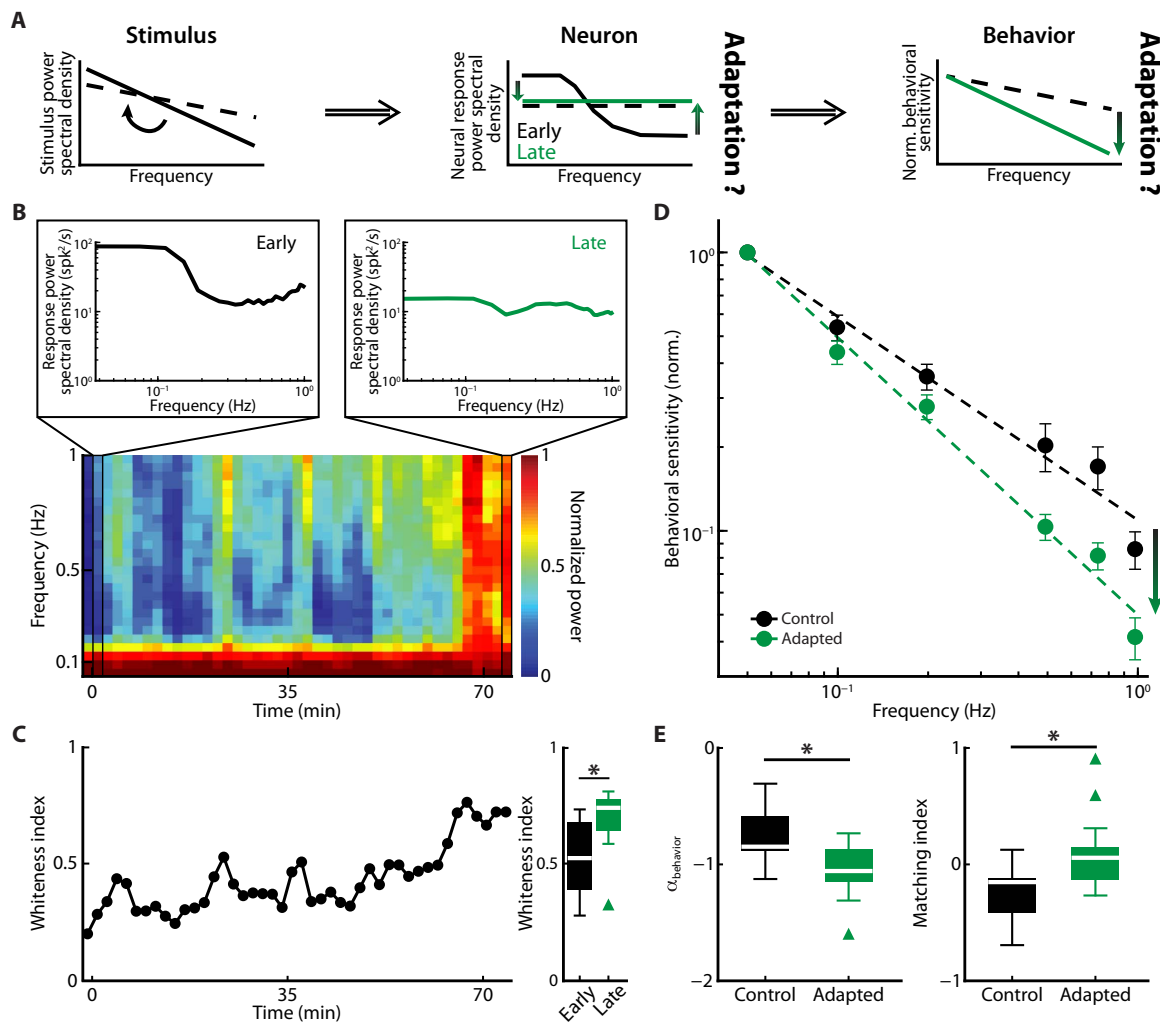 A
Stimulus
Stimulus power
spectral density
Frequency
Neuron
Neural response
power spectral
density
Early
Late
Frequency
Adaptation ?
Behavior
Norm. behavioral
sensitivity
Frequency
Adaptation ?
B
Response power
spectral density (spk²/s)
10²
10¹
10⁰
Early
10⁻¹
10⁰
Frequency (Hz)
Response power
spectral density (spk²/s)
10²
10¹
10⁰
Late
10⁻¹
10⁰
Frequency (Hz)
Frequency (Hz)
1
0.5
0.1
0
35
70
Time (min)
1
0.5
0
Normalized power
C
Whiteness index
1
0.5
0
0
35
70
Time (min)
Whiteness index
1
0.5
0
*
Early
Late
D
Behavioral sensitivity (norm.)
10⁰
10⁻¹
Control
Adapted
10⁻¹
10⁰
Frequency (Hz)
E
α behavior
0
−1
−2
*
Control
Adapted
Matching index
1
0
−1
*
Control
Adapted